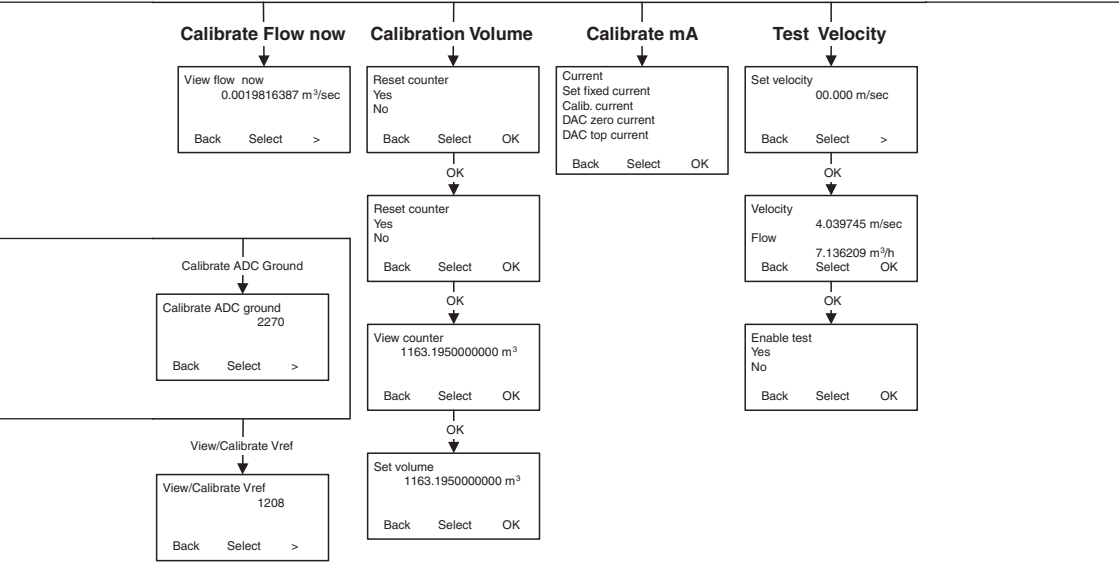 Calibrate Flow now
View flow now
0.0019816387 m³/sec
Back Select >
Calibrate ADC Ground
Calibrate ADC ground
2270
Back Select >
View/Calibrate Vref
View/Calibrate Vref
1208
Back Select >
Calibration Volume
Reset counter
Yes
No
Back Select OK
OK
Reset counter
Yes
No
Back Select OK
OK
View counter
1163.1950000000 m³
Back Select OK
OK
Set volume
1163.1950000000 m³
Back Select OK
Calibrate mA
Current
Set fixed current
Calib. current
DAC zero current
DAC top current
Back Select OK
Test Velocity
Set velocity
00.000 m/sec
Back Select >
OK
Velocity
4.039745 m/sec
Flow
7.136209 m³/h
Back Select OK
OK
Enable test
Yes
No
Back Select OK